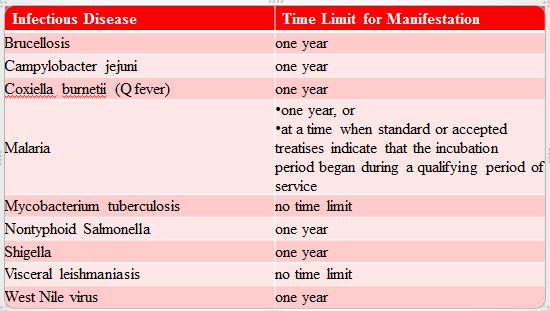 Infectious Disease Time Limit for Manifestation
Brucellosis one year
Campylobacter jejuni one year
Coxiella burnetii (Q fever) one year
Malaria
•one year, or
•at a time when standard or accepted
treatises indicate that the incubation
period began during a qualifying period of
service
Mycobacterium tuberculosis no time limit
Nontyphoid Salmonella one year
Shigella one year
Visceral leishmaniasis no time limit
West Nile virus one year